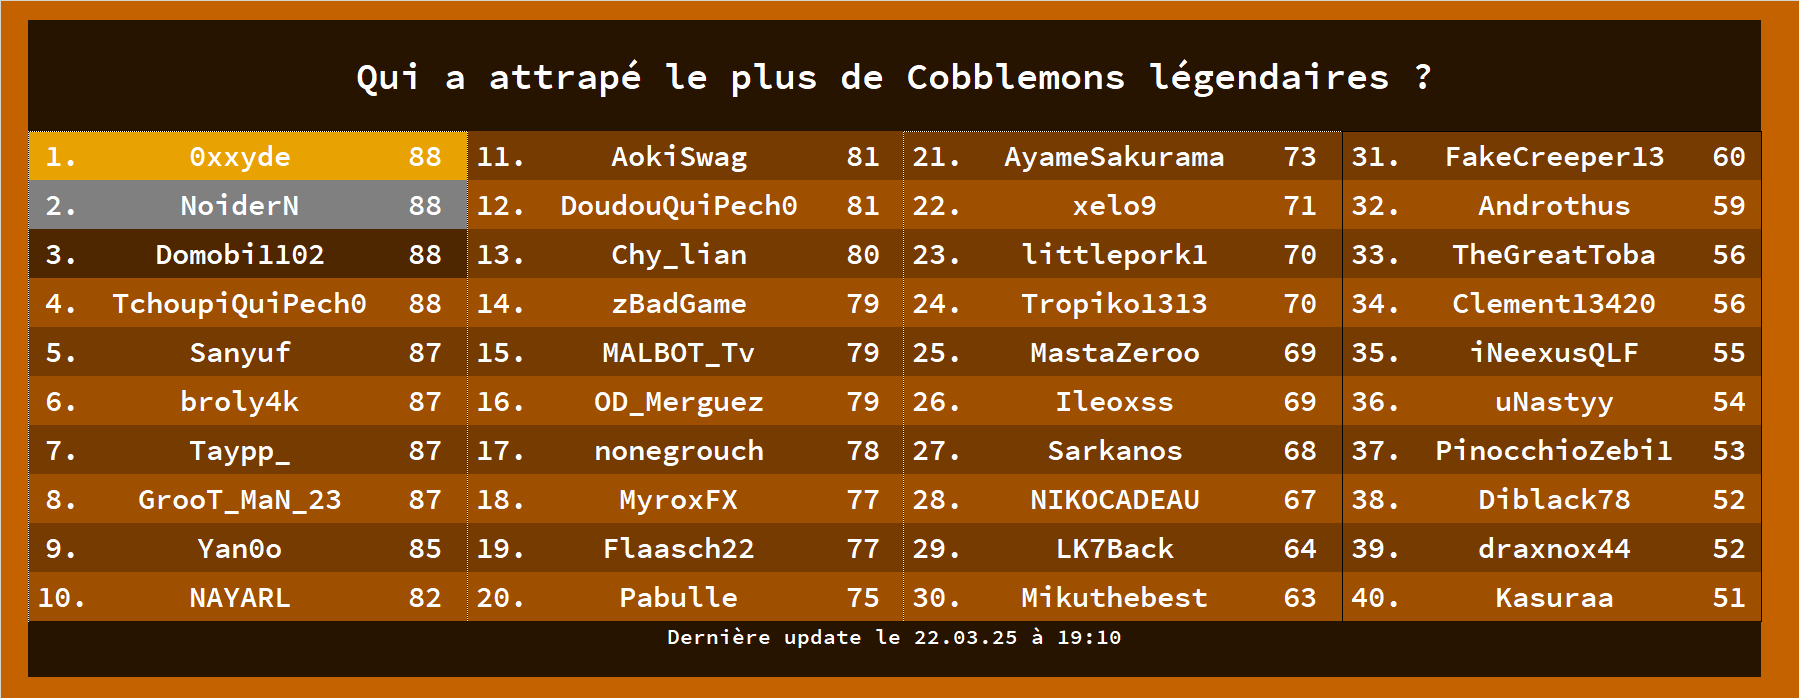 Qui a attrapé le plus de Cobblemons légendaires ?
1. 0xxyde 88 11. AokiSwag 81 21. AyameSakurama 73 31. FakeCreeper13 60
2. NoiderN 88 12. DoudouQuiPech0 81 22. xelo9 71 32. Androthus 59
3. Domobi1102 88 13. Chy_lian 80 23. littlepork1 70 33. TheGreatToba 56
4. TchoupiQuiPech0 88 14. zBadGame 79 24. Tropiko1313 70 34. Clement13420 56
5. Sanyuf 87 15. MALBOT_Tv 79 25. MastaZeroo 69 35. iNeexusQLF 55
6. broly4k 87 16. OD_Merguez 79 26. Ileoxss 69 36. uNastyy 54
7. Taypp_ 87 17. nonegrouch 78 27. Sarkanos 68 37. PinocchioZebi1 53
8. GrooT_MaN_23 87 18. MyroxFX 77 28. NIKOCADEAU 67 38. Diblack78 52
9. Yan0o 85 19. Flaasch22 77 29. LK7Back 64 39. draxnox44 52
10. NAYARL 82 20. Pabulle 75 30. Mikuthebest 63 40. Kasuraa 51
Dernière update le 22.03.25 à 19:10